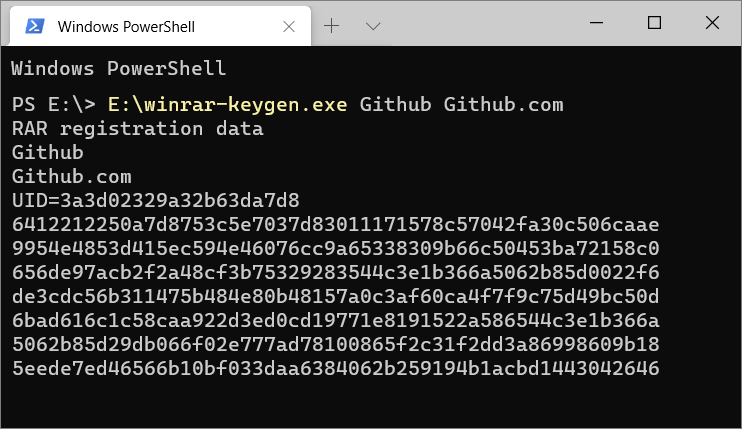 Windows PowerShell
Windows PowerShell
PS E:\> E:\winrar-keygen.exe Github Github.com
RAR registration data
Github
Github.com
UID=3a3d02329a32b63da7d8
6412212250a7d8753c5e7037d83011171578c57042fa30c506caae
9954e4853d415ec594e46076cc9a65338309b66c50453ba72158c0
656de97acb2f2a48cf3b75329283544c3e1b366a5062b85d0022f6
de3cdc56b311475b484e80b48157a0c3af60ca4f7f9c75d49bc50d
6bad616c1c58caa922d3ed0cd19771e8191522a586544c3e1b366a
5062b85d29db066f02e777ad78100865f2c31f2dd3a86998609b18
5eede7ed46566b10bf033daa6384062b259194b1acbd1443042646